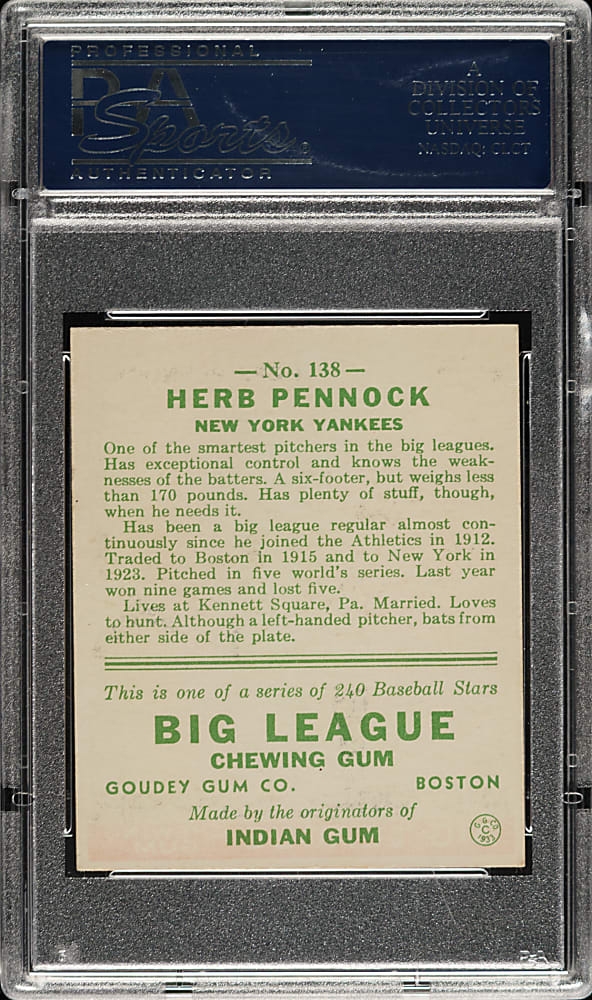 PROFESSIONAL
PSA
Sports®
AUTHENTICATOR
A
DIVISION OF
COLLECTORS
UNIVERSE
NASDAQ: CLCT
— No. 138 —
HERB PENNOCK
NEW YORK YANKEES
One of the smartest pitchers in the big leagues.
Has exceptional control and knows the weak-
nesses of the batters. A six-footer, but weighs less
than 170 pounds. Has plenty of stuff, though,
when he needs it.
Has been a big league regular almost con-
tinuously since he joined the Athletics in 1912.
Traded to Boston in 1915 and to New York in
1923. Pitched in five world's series. Last year
won nine games and lost five.
Lives at Kennett Square, Pa. Married. Loves
to hunt. Although a left-handed pitcher, bats from
either side of the plate.
This is one of a series of 240 Baseball Stars
BIG LEAGUE
CHEWING GUM
GOUDEY GUM CO. BOSTON
Made by the originators of
INDIAN GUM
G.G.CO.
C
1933
PSA